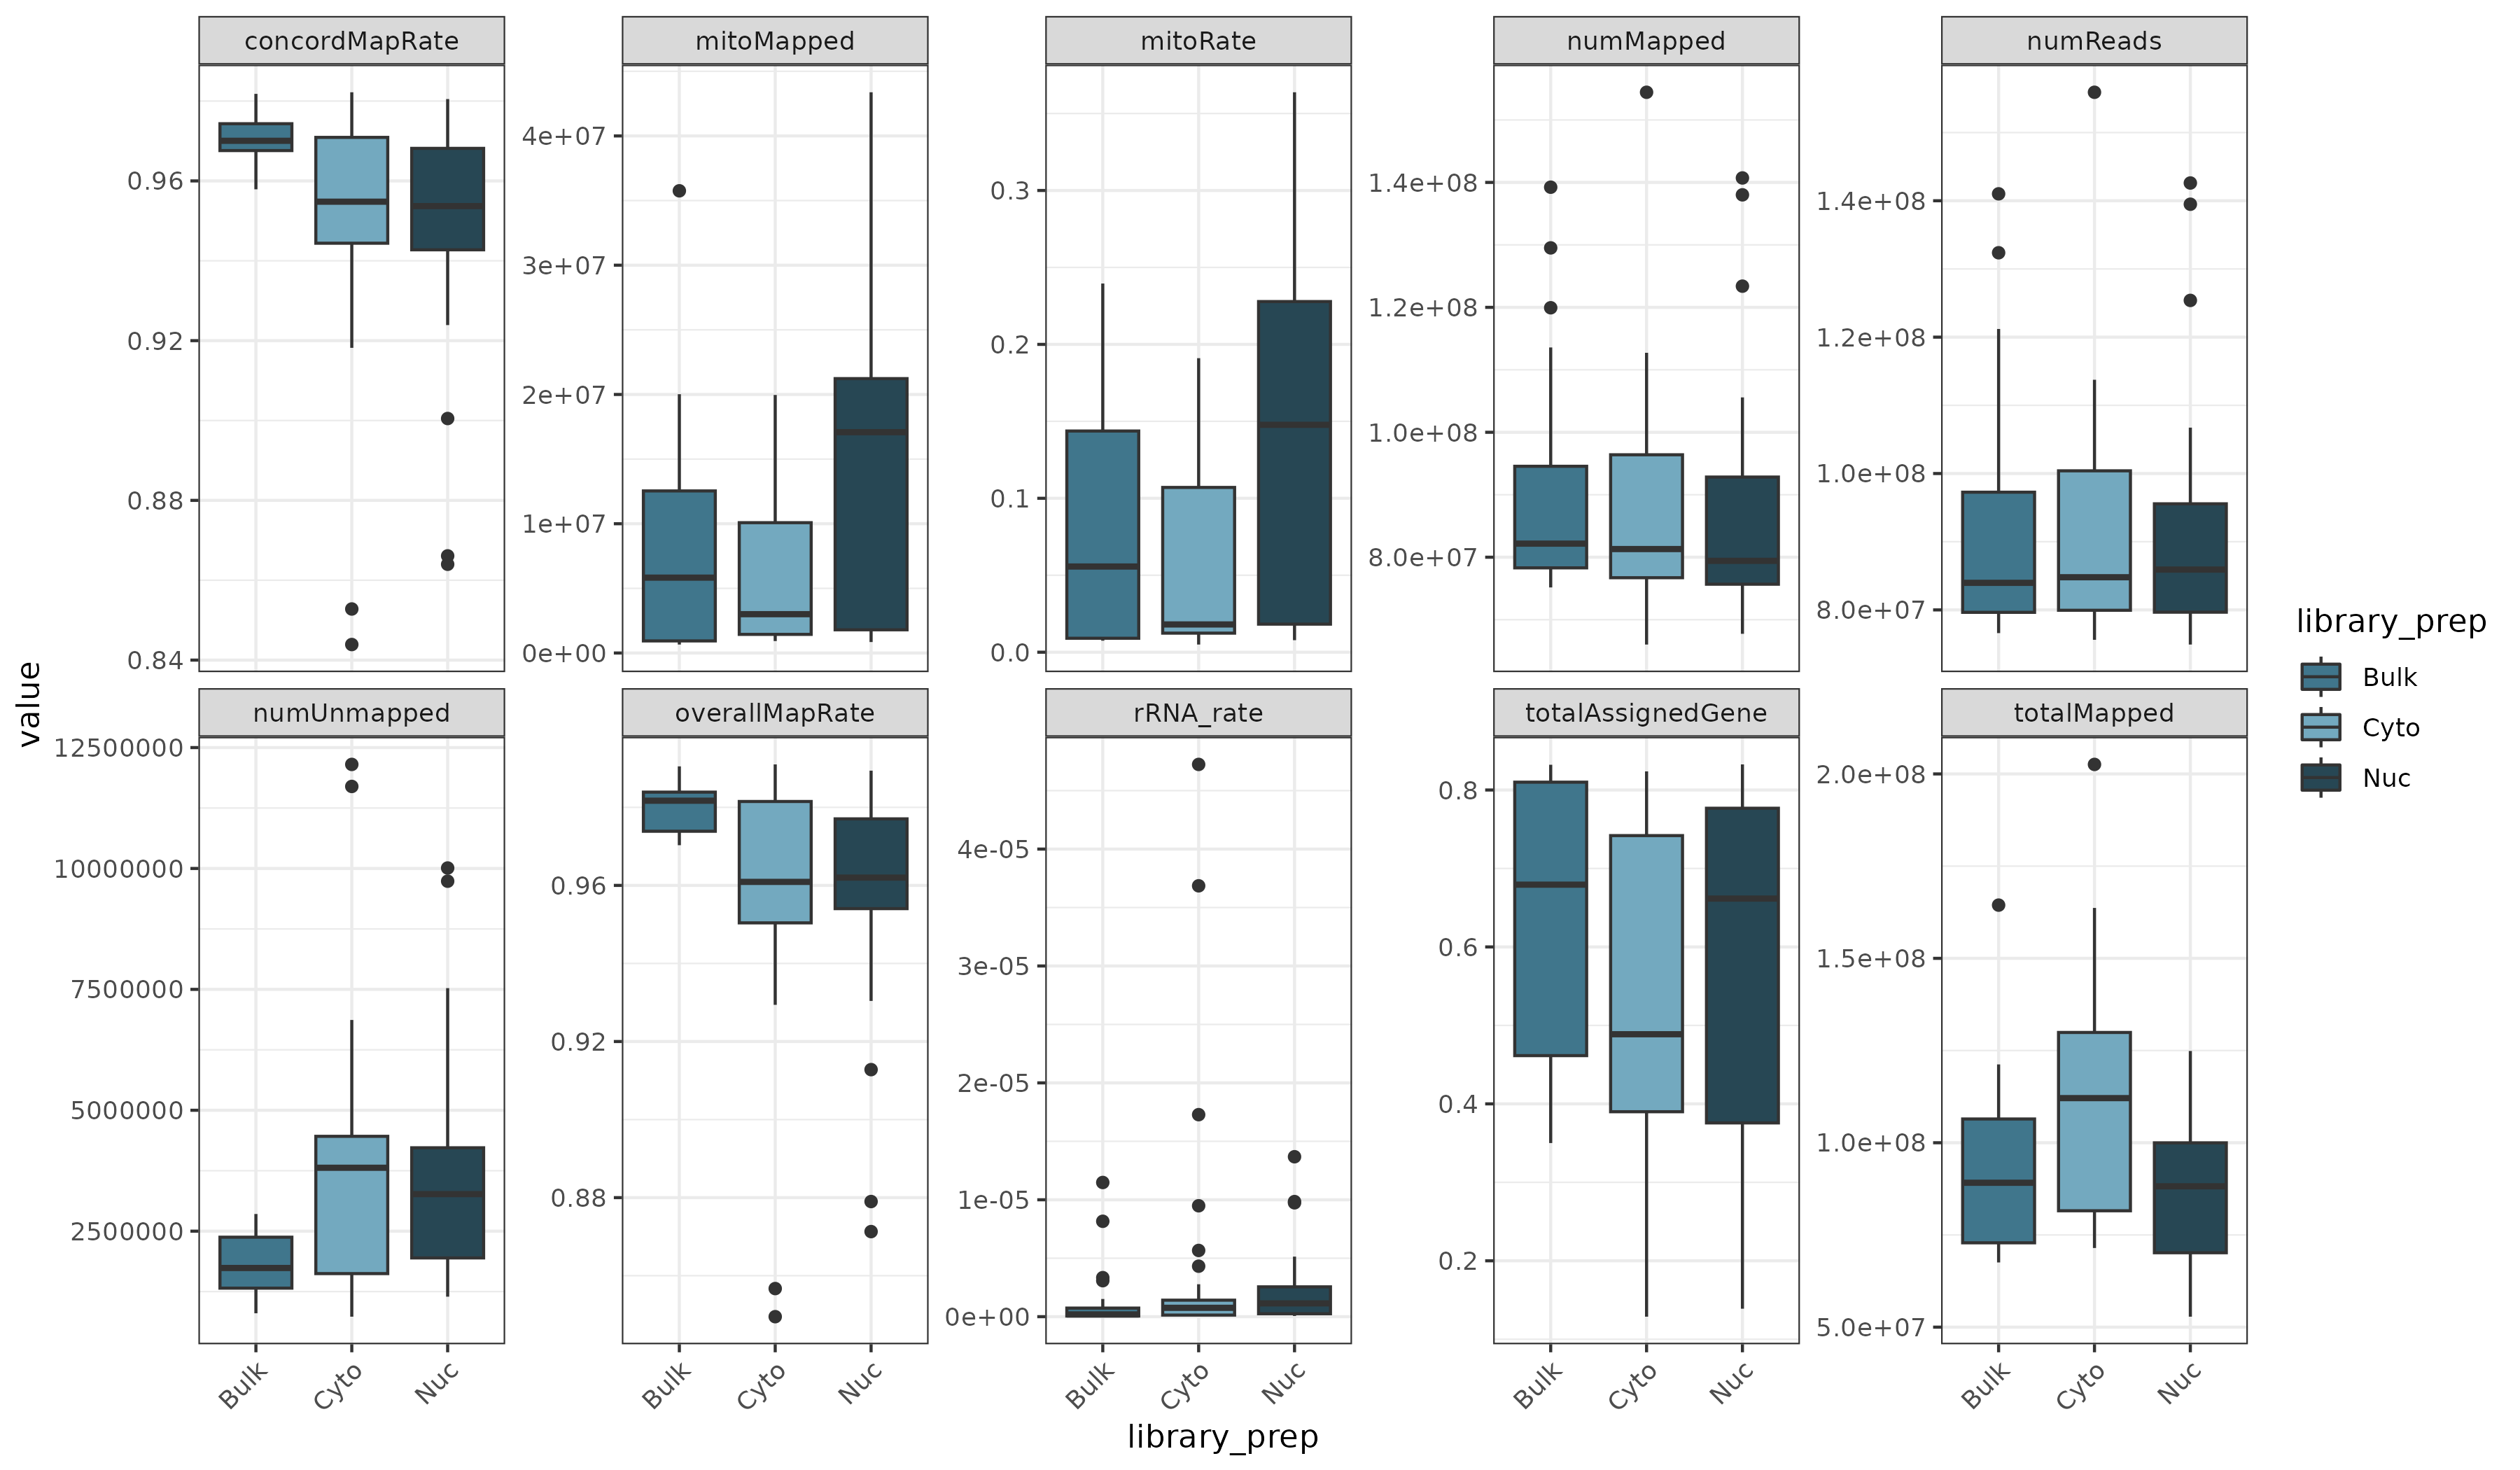 concordMapRate
mitoMapped
mitoRate
numMapped
numReads
0.96
0.92
0.88
0.84
4e+07
3e+07
2e+07
1e+07
0e+00
0.3
0.2
0.1
0.0
1.4e+08
1.2e+08
1.0e+08
8.0e+07
1.4e+08
1.2e+08
1.0e+08
8.0e+07
numUnmapped
overallMapRate
rRNA_rate
totalAssignedGene
totalMapped
12500000
10000000
7500000
5000000
2500000
0.96
0.92
0.88
4e-05
3e-05
2e-05
1e-05
0e+00
0.8
0.6
0.4
0.2
2.0e+08
1.5e+08
1.0e+08
5.0e+07
Bulk
Cyto
Nuc
Bulk
Cyto
Nuc
Bulk
Cyto
Nuc
Bulk
Cyto
Nuc
Bulk
Cyto
Nuc
library_prep
value
library_prep
Bulk
Cyto
Nuc